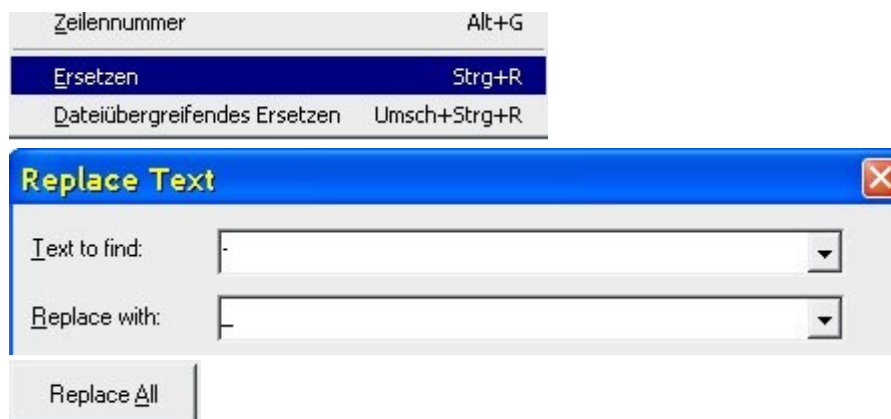 Zeilennummer Alt+G
Ersetzen Strg+R
Dateiübergreifendes Ersetzen Umsch+Strg+R
Replace Text
Text to find: -
Replace with: _
Replace All